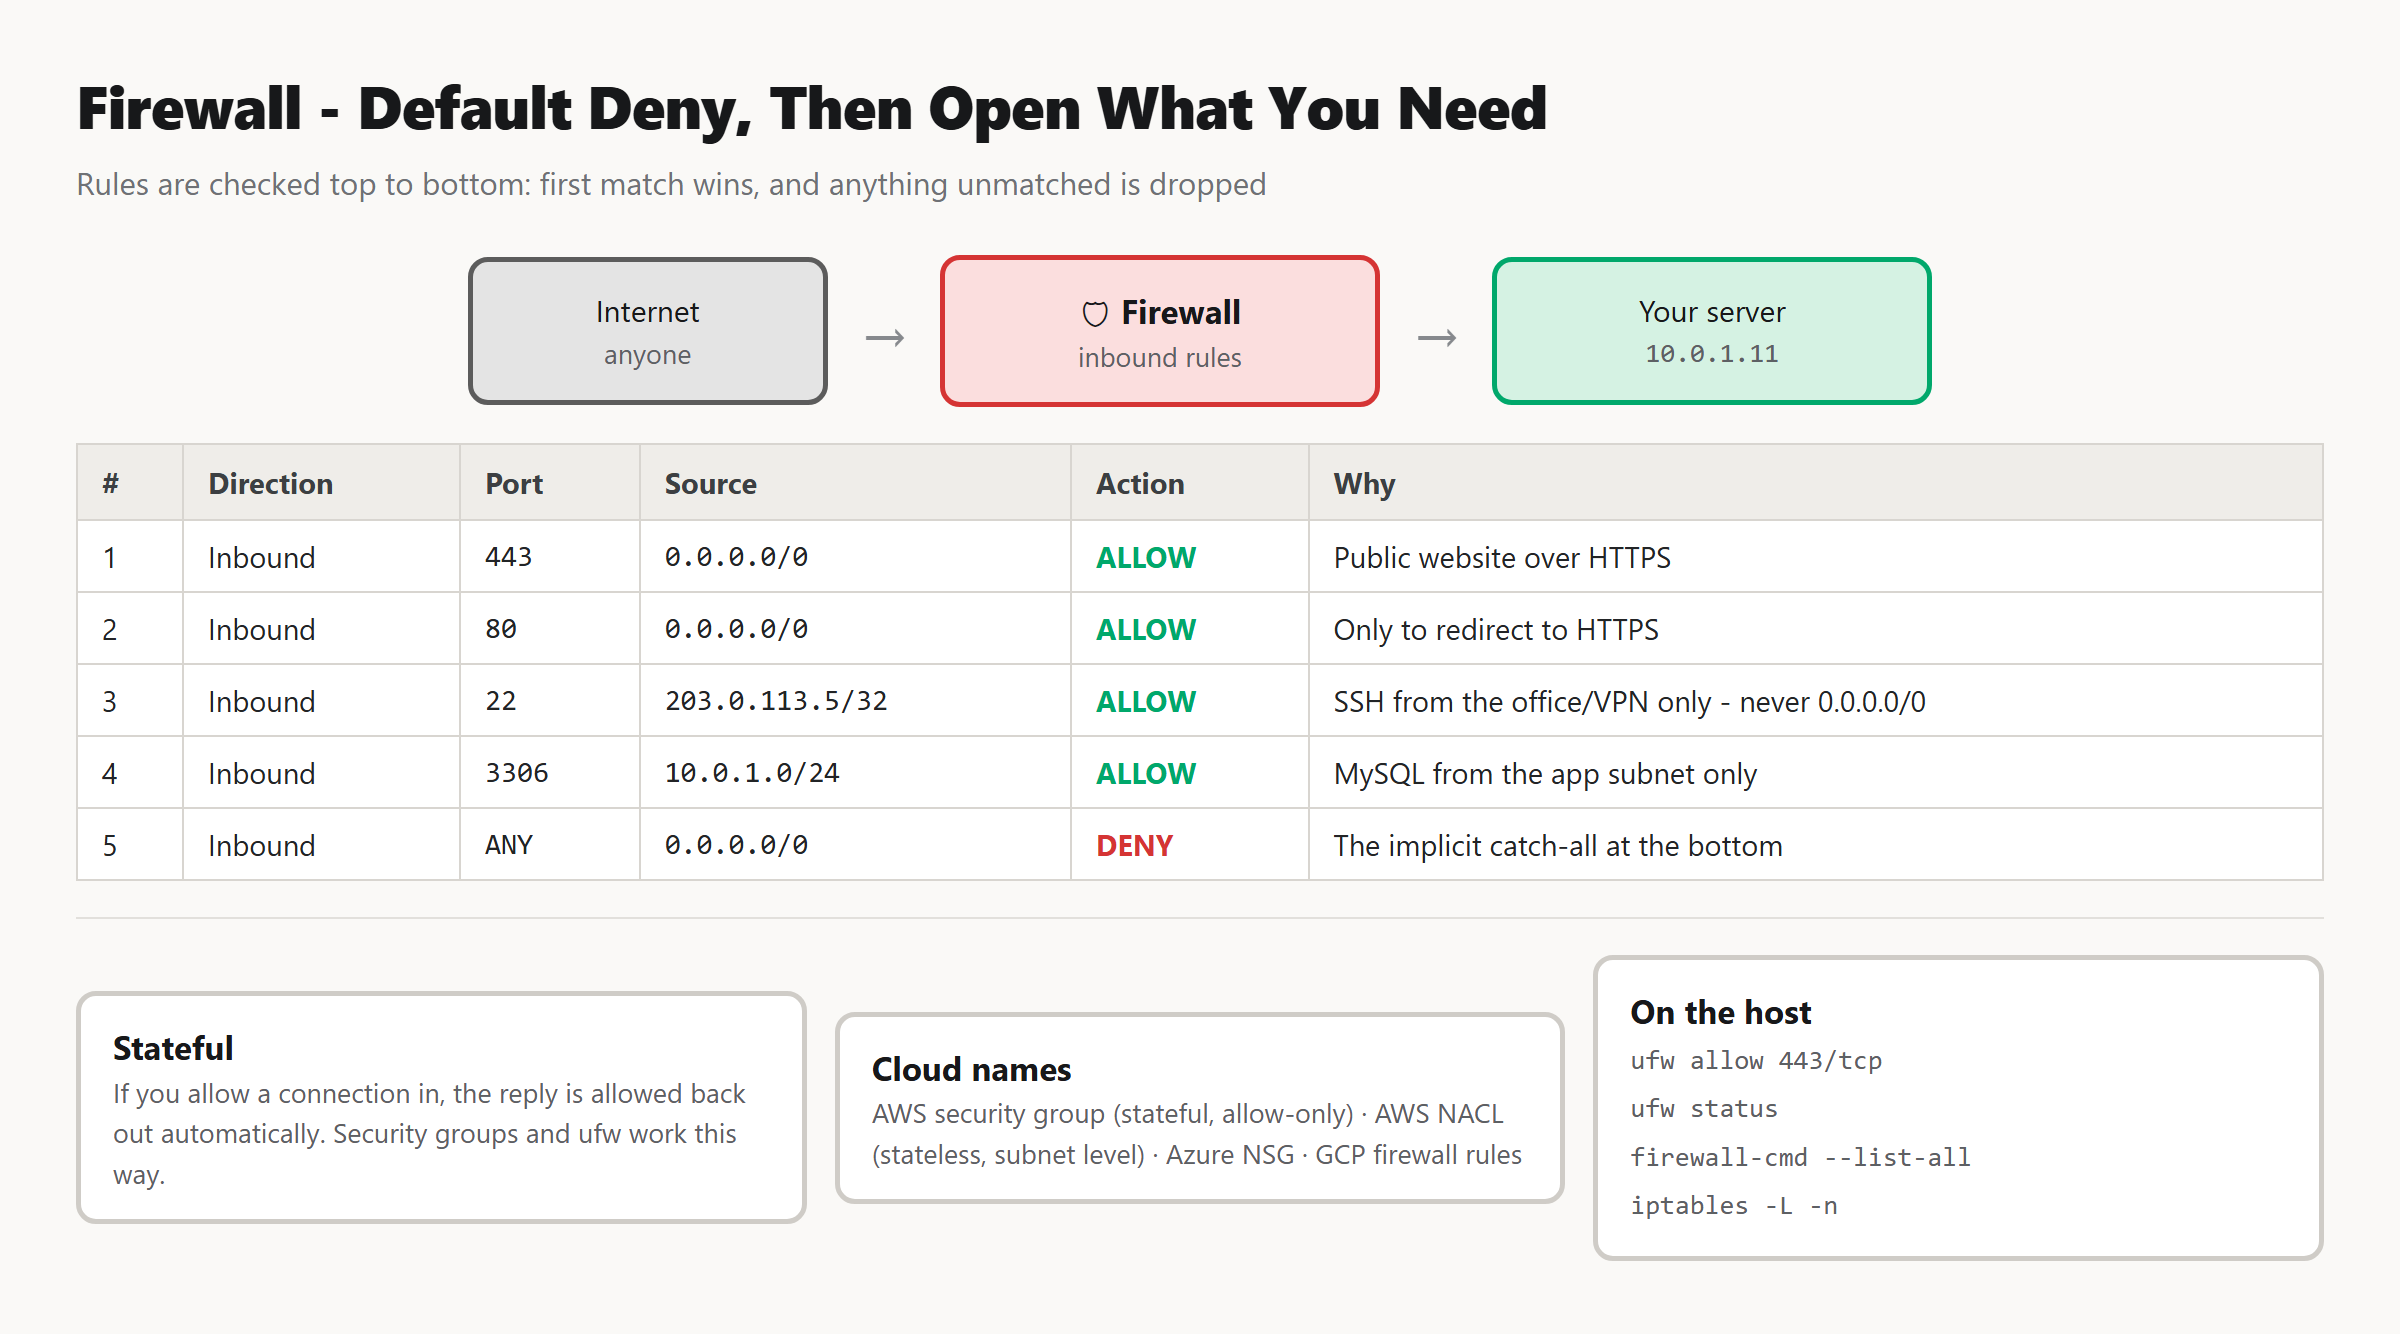 Firewall - Default Deny, Then Open What You Need
Rules are checked top to bottom: first match wins, and anything unmatched is dropped
Internet
anyone
→
Firewall
inbound rules
→
Your server
10.0.1.11
# Direction Port Source Action Why
1 Inbound 443 0.0.0.0/0 ALLOW Public website over HTTPS
2 Inbound 80 0.0.0.0/0 ALLOW Only to redirect to HTTPS
3 Inbound 22 203.0.113.5/32 ALLOW SSH from the office/VPN only - never 0.0.0.0/0
4 Inbound 3306 10.0.1.0/24 ALLOW MySQL from the app subnet only
5 Inbound ANY 0.0.0.0/0 DENY The implicit catch-all at the bottom
Stateful
If you allow a connection in, the reply is allowed back
out automatically. Security groups and ufw work this
way.
Cloud names
AWS security group (stateful, allow-only) · AWS NACL
(stateless, subnet level) · Azure NSG · GCP firewall rules
On the host
ufw allow 443/tcp
ufw status
firewall-cmd --list-all
iptables -L -n